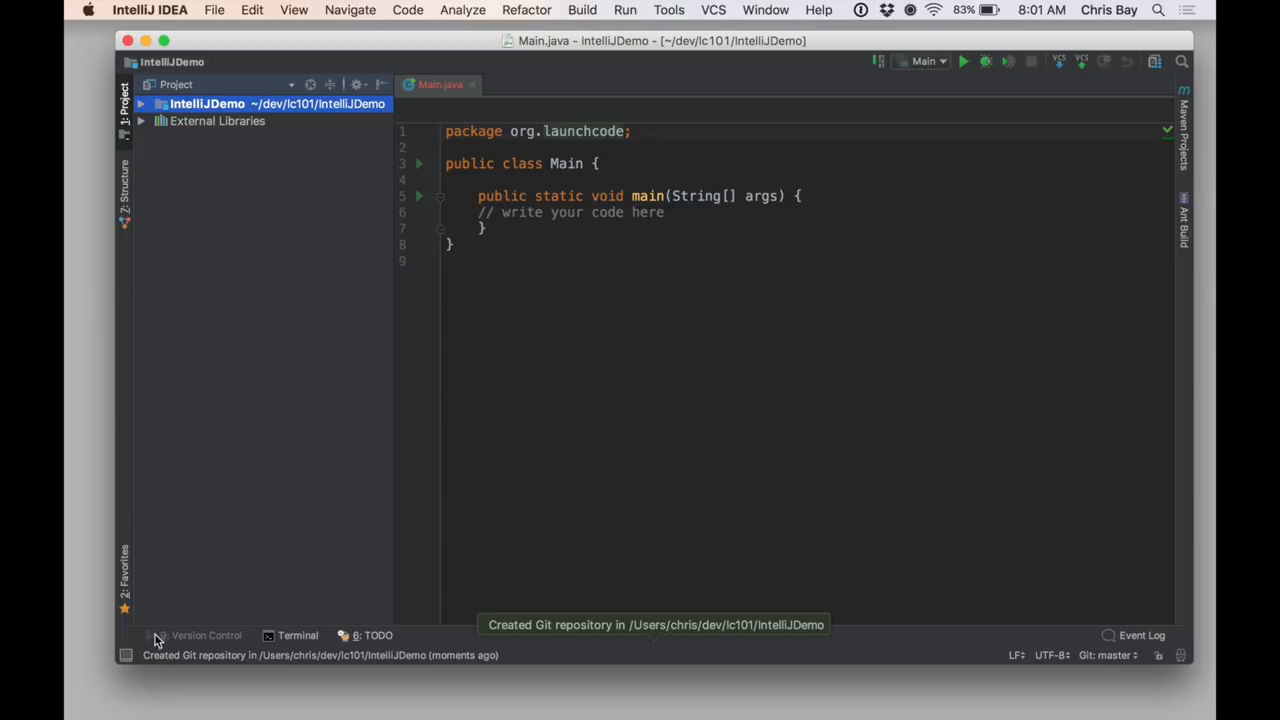 IntelliJ IDEA File Edit View Navigate Code Analyze Refactor Build Run Tools VCS Window Help 83% 8:01 AM Chris Bay
Main.java - IntelliJDemo - [~/dev/lc101/IntelliJDemo]
IntelliJDemo Main
Project Main.java
1: Project
IntelliJDemo ~/dev/lc101/IntelliJDemo
External Libraries
7: Structure
2: Favorites
1 package org.launchcode;
2
3 public class Main {
4
5 public static void main(String[] args) {
6 // write your code here
7 }
8 }
9
Maven Projects
Ant Build
Created Git repository in /Users/chris/dev/lc101/IntelliJDemo
9: Version Control Terminal 6: TODO Event Log
Created Git repository in /Users/chris/dev/lc101/IntelliJDemo (moments ago) LF UTF-8 Git: master